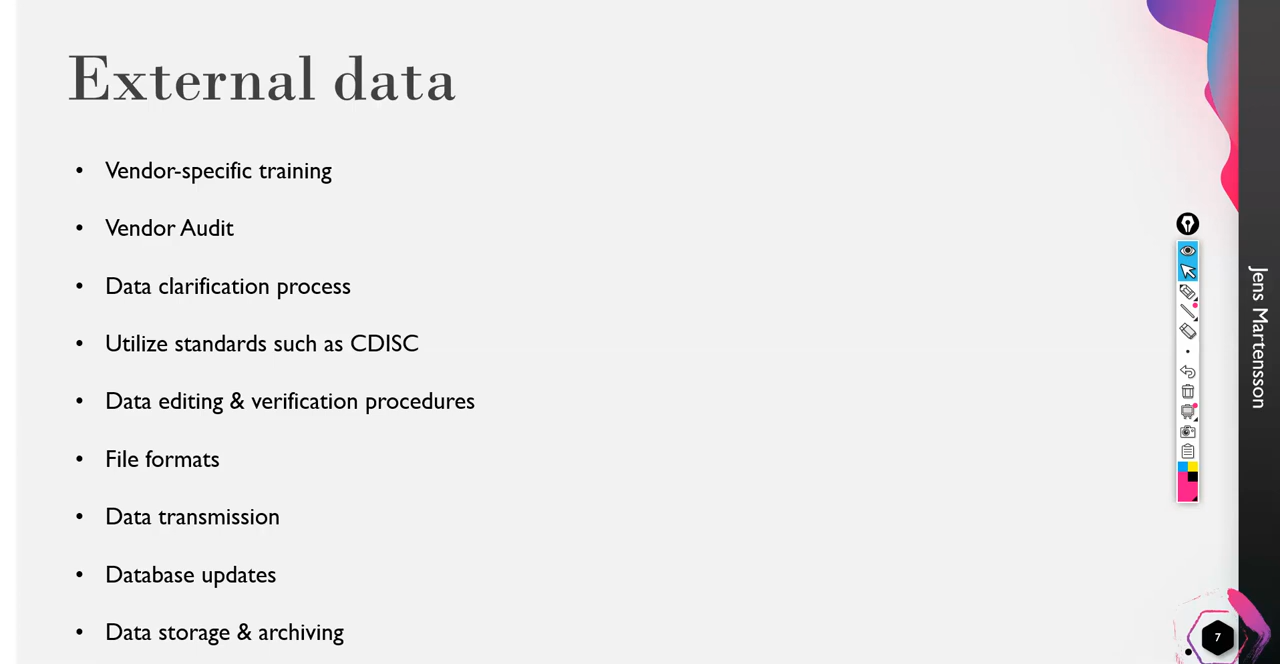 External data
• Vendor-specific training
• Vendor Audit
• Data clarification process
• Utilize standards such as CDISC
• Data editing & verification procedures
• File formats
• Data transmission
• Database updates
• Data storage & archiving
Jens Martensson
7